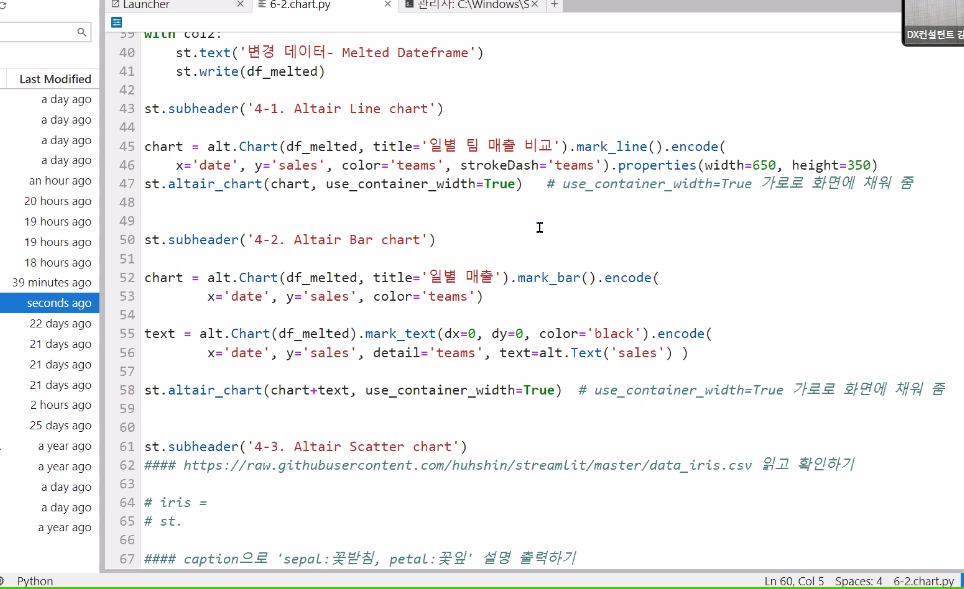 Launcher × 6-2.chart.py × 관리자: C:\Windows\S × +
DX컨설턴트 김
Last Modified
a day ago
a day ago
a day ago
a day ago
an hour ago
20 hours ago
19 hours ago
19 hours ago
18 hours ago
39 minutes ago
seconds ago
22 days ago
21 days ago
21 days ago
21 days ago
2 hours ago
25 days ago
a year ago
a year ago
a day ago
a day ago
a year ago
39 with col2:
40     st.text('변경 데이터- Melted Dateframe')
41     st.write(df_melted)
42
43 st.subheader('4-1. Altair Line chart')
44
45 chart = alt.Chart(df_melted, title='일별 팀 매출 비교').mark_line().encode(
46     x='date', y='sales', color='teams', strokeDash='teams').properties(width=650, height=350)
47 st.altair_chart(chart, use_container_width=True)   # use_container_width=True 가로로 화면에 채워 줌
48
49
50 st.subheader('4-2. Altair Bar chart')
51
52 chart = alt.Chart(df_melted, title='일별 매출').mark_bar().encode(
53         x='date', y='sales', color='teams')
54
55 text = alt.Chart(df_melted).mark_text(dx=0, dy=0, color='black').encode(
56         x='date', y='sales', detail='teams', text=alt.Text('sales') )
57
58 st.altair_chart(chart+text, use_container_width=True)  # use_container_width=True 가로로 화면에 채워 줌
59
60
61 st.subheader('4-3. Altair Scatter chart')
62 #### https://raw.githubusercontent.com/huhshin/streamlit/master/data_iris.csv 읽고 확인하기
63
64 # iris =
65 # st.
66
67 #### caption으로 'sepal:꽃받침, petal:꽃잎' 설명 출력하기
Python
Ln 60, Col 5 Spaces: 4 6-2.chart.py